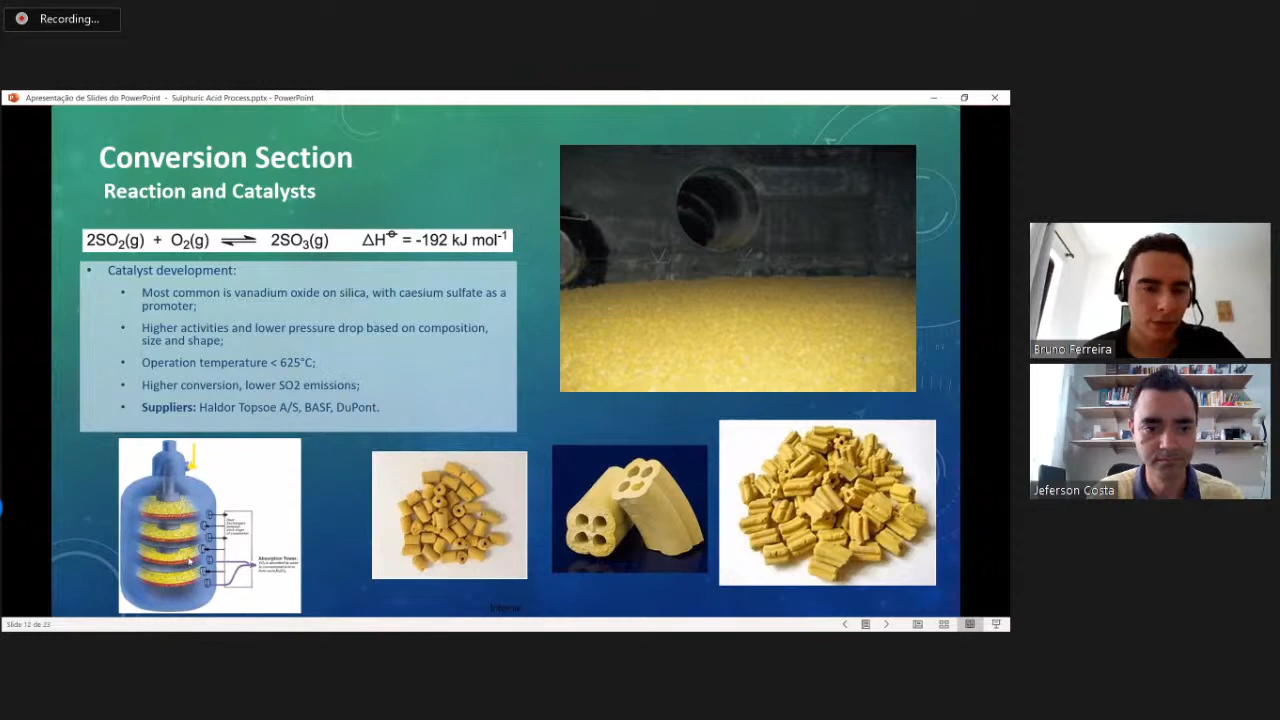 Recording...
Apresentação de Slides do PowerPoint - Sulphuric Acid Process.pptx - PowerPoint
Conversion Section
Reaction and Catalysts
2SO₂(g) + O₂(g) ⇌ 2SO₃(g) ΔH⊖ = -192 kJ mol⁻¹
• Catalyst development:
• Most common is vanadium oxide on silica, with caesium sulfate as a
promoter;
• Higher activities and lower pressure drop based on composition,
size and shape;
• Operation temperature < 625°C;
• Higher conversion, lower SO2 emissions;
• Suppliers: Haldor Topsoe A/S, BASF, DuPont.
Absorption Tower
Internal
Slide 12 de 23
Bruno Ferreira
Jeferson Costa